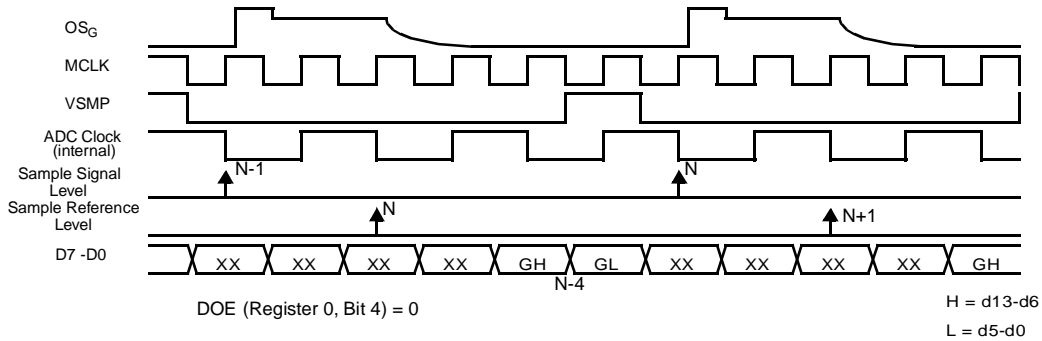 OSG
MCLK
VSMP
ADC Clock
(internal)
Sample Signal
Level
N-1
N
Sample Reference
Level
N
N+1
D7 -D0
XX XX XX XX GH GL XX XX XX XX GH
N-4
DOE (Register 0, Bit 4) = 0
H = d13-d6
L = d5-d0